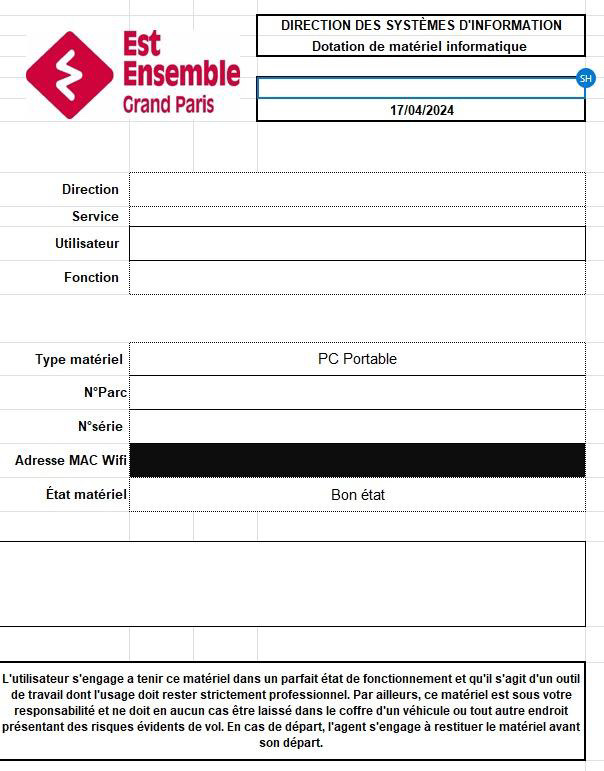 Est
Ensemble
Grand Paris
DIRECTION DES SYSTÈMES D'INFORMATION
Dotation de matériel informatique
SH
17/04/2024
Direction
Service
Utilisateur
Fonction
Type matériel PC Portable
N°Parc
N°série
Adresse MAC Wifi
État matériel Bon état
L'utilisateur s'engage a tenir ce matériel dans un parfait état de fonctionnement et qu'il s'agit d'un outil
de travail dont l'usage doit rester strictement professionnel. Par ailleurs, ce matériel est sous votre
responsabilité et ne doit en aucun cas être laissé dans le coffre d'un véhicule ou tout autre endroit
présentant des risques évidents de vol. En cas de départ, l'agent s'engage à restituer le matériel avant
son départ.